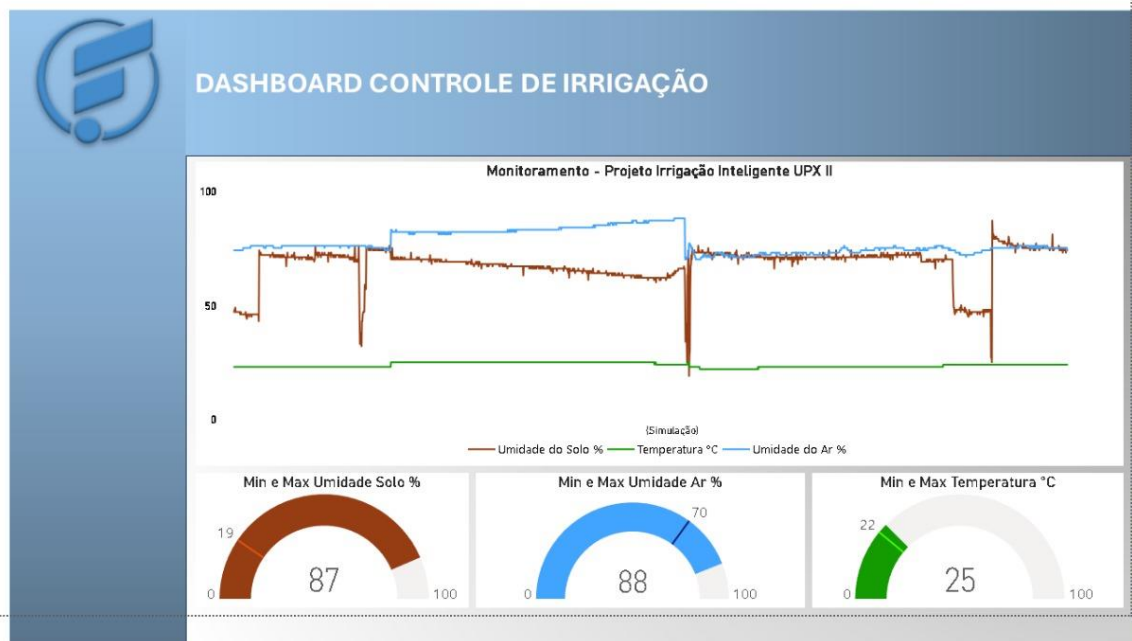 DASHBOARD CONTROLE DE IRRIGAÇÃO
Monitoramento - Projeto Irrigação Inteligente UPX II
100
50
0
(Simulação)
Umidade do Solo % Temperatura °C Umidade do Ar %
Min e Max Umidade Solo %
19
87
0
100
Min e Max Umidade Ar %
70
88
0
100
Min e Max Temperatura °C
22
25
0
100